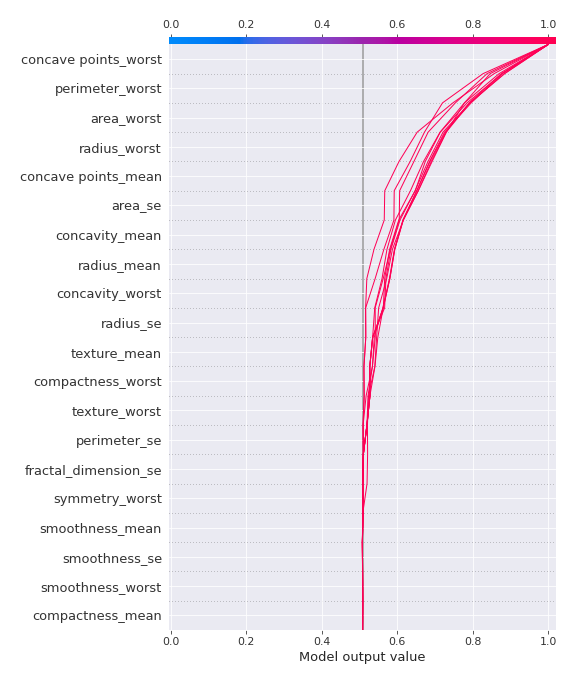 0.0 0.2 0.4 0.6 0.8 1.0
concave points_worst
perimeter_worst
area_worst
radius_worst
concave points_mean
area_se
concavity_mean
radius_mean
concavity_worst
radius_se
texture_mean
compactness_worst
texture_worst
perimeter_se
fractal_dimension_se
symmetry_worst
smoothness_mean
smoothness_se
smoothness_worst
compactness_mean
0.0 0.2 0.4 0.6 0.8 1.0
Model output value